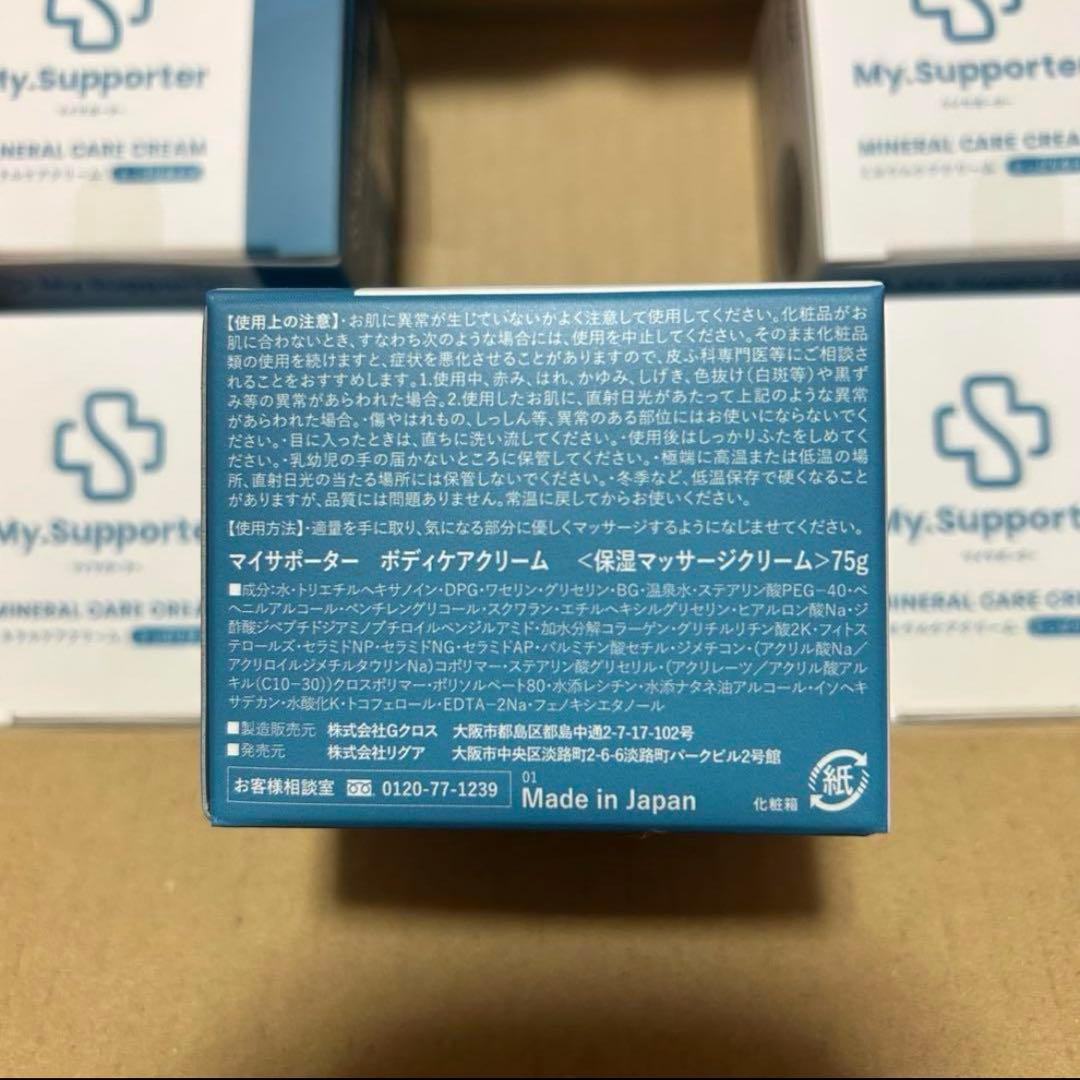 My.Supporter
My.Supporter
MINERAL CARE CREAM
ミネラルケアクリーム
My.Supporter
【使用上の注意】・お肌に異常が生じていないかよく注意して使用してください。化粧品がお
肌に合わないとき、すなわち次のような場合には、使用を中止してください。そのまま化粧品
類の使用を続けますと、症状を悪化させることがありますので、皮ふ科専門医等にご相談さ
れることをおすすめします。1.使用中、赤み、はれ、かゆみ、しげき、色抜け(白斑等)や黒ず
み等の異常があらわれた場合。2.使用したお肌に、直射日光があたって上記のような異常
があらわれた場合。・傷やはれもの、しっしん等、異常のある部位にはお使いにならないでく
ださい。・目に入ったときは、直ちに洗い流してください。・使用後はしっかりふたをしめてく
ださい。・乳幼児の手の届かないところに保管してください。・極端に高温または低温の場
所、直射日光の当たる場所には保管しないでください。・冬季など、低温保存で硬くなること
がありますが、品質には問題ありません。常温に戻してからお使いください。
【使用方法】・適量を手に取り、気になる部分に優しくマッサージするようになじませてください。
マイサポーター ボディケアクリーム <保湿マッサージクリーム>75g
■成分:水・トリエチルヘキサノイン・DPG・ワセリン・グリセリン・BG・温泉水・ステアリン酸PEG-40・ベ
ヘニルアルコール・ペンチレングリコール・スクワラン・エチルヘキシルグリセリン・ヒアルロン酸Na・ジ
酢酸ジペプチドジアミノブチロイルベンジルアミド・加水分解コラーゲン・グリチルリチン酸2K・フィトス
テロールズ・セラミドNP・セラミドNG・セラミドAP・パルミチン酸セチル・ジメチコン・(アクリル酸Na/
アクリロイルジメチルタウリンNa)コポリマー・ステアリン酸グリセリル・(アクリレーツ/アクリル酸アル
キル(C10-30))クロスポリマー・ポリソルベート80・水添レシチン・水添ナタネ油アルコール・イソヘキ
サデカン・水酸化K・トコフェロール・EDTA-2Na・フェノキシエタノール
■製造販売元 株式会社Gクロス 大阪市都島区都島中通2-7-17-102号
■発売元 株式会社リグア 大阪市中央区淡路町2-6-6淡路町パークビル2号館
お客様相談室 0120-77-1239
01
Made in Japan
化粧箱
紙